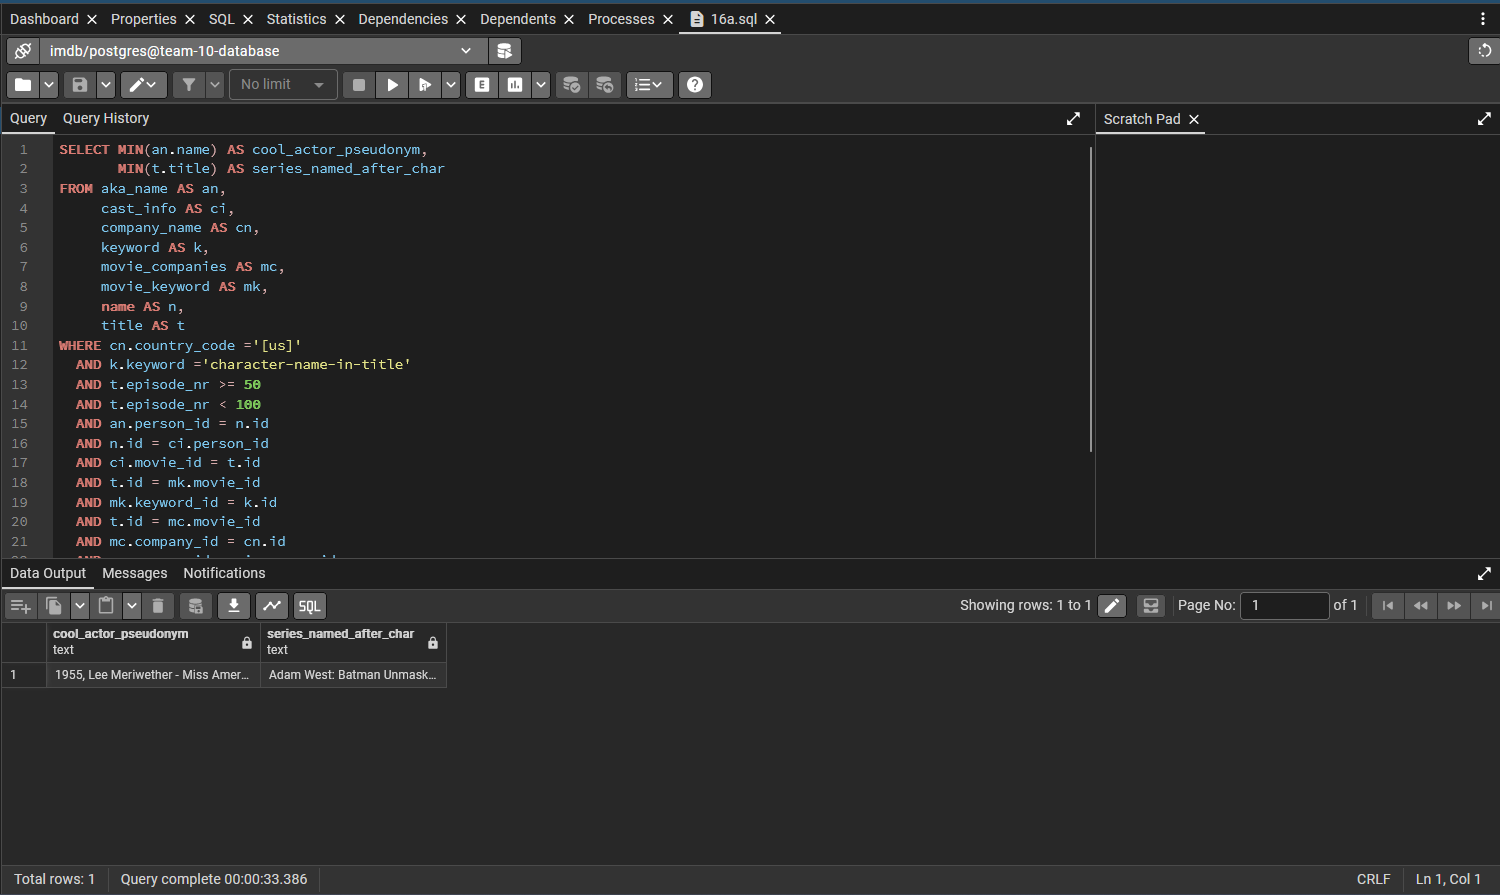 Dashboard Properties SQL Statistics Dependencies Dependents Processes 16a.sql
imdb/postgres@team-10-database
No limit
Query Query History
Scratch Pad
1 SELECT MIN(an.name) AS cool_actor_pseudonym,
2 MIN(t.title) AS series_named_after_char
3 FROM aka_name AS an,
4 cast_info AS ci,
5 company_name AS cn,
6 keyword AS k,
7 movie_companies AS mc,
8 movie_keyword AS mk,
9 name AS n,
10 title AS t
11 WHERE cn.country_code ='[us]'
12 AND k.keyword ='character-name-in-title'
13 AND t.episode_nr >= 50
14 AND t.episode_nr < 100
15 AND an.person_id = n.id
16 AND n.id = ci.person_id
17 AND ci.movie_id = t.id
18 AND t.id = mk.movie_id
19 AND mk.keyword_id = k.id
20 AND t.id = mc.movie_id
21 AND mc.company_id = cn.id
Data Output Messages Notifications
SQL
Showing rows: 1 to 1
Page No: 1 of 1
cool_actor_pseudonym
text
series_named_after_char
text
1 1955, Lee Meriwether - Miss Amer... Adam West: Batman Unmask...
Total rows: 1
Query complete 00:00:33.386
CRLF
Ln 1, Col 1